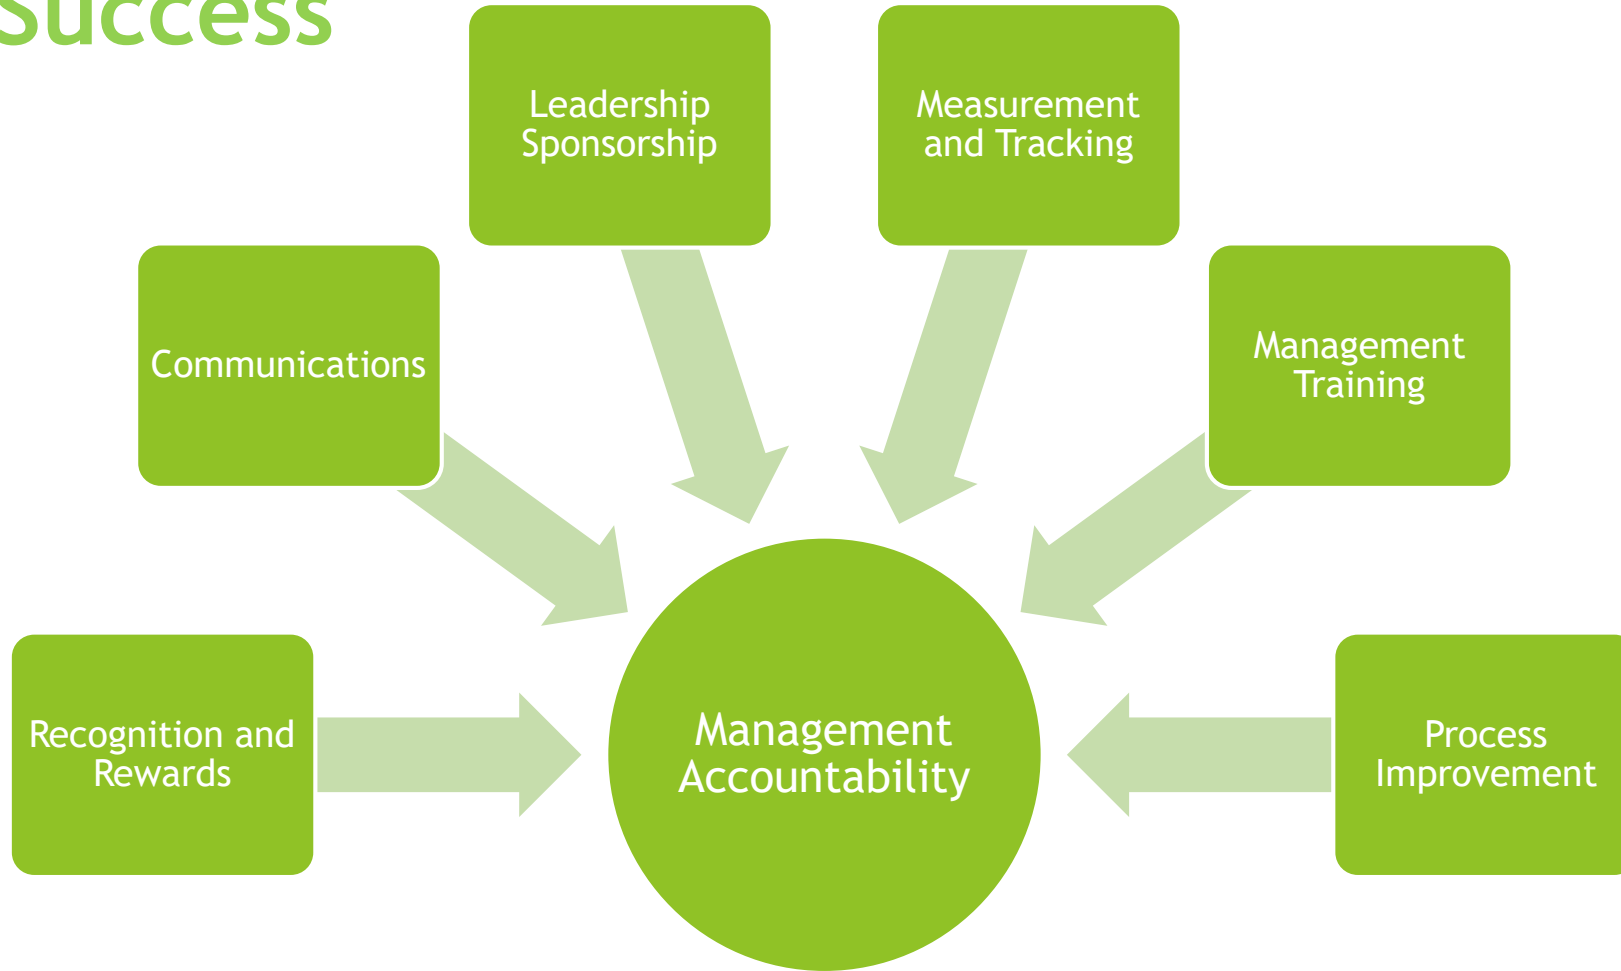 Success
Leadership
Sponsorship
Measurement
and Tracking
Communications
Management
Training
Recognition and
Rewards
Management
Accountability
Process
Improvement